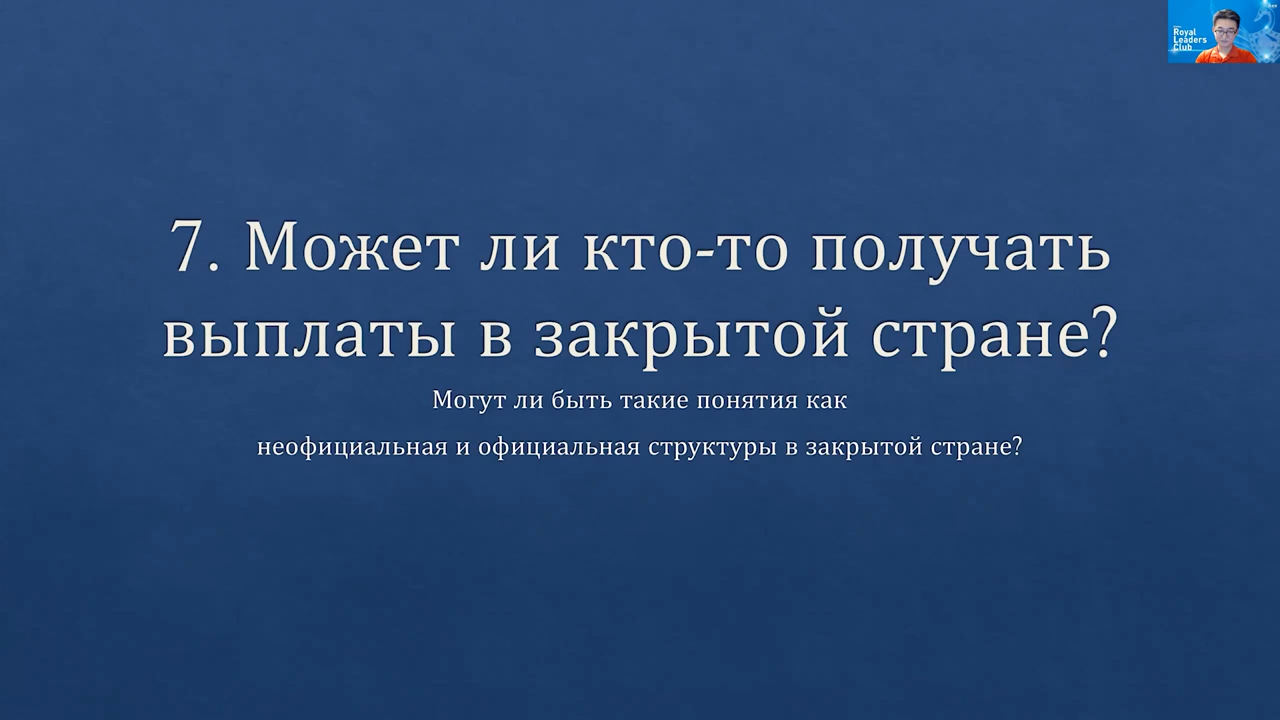 Royal
Leaders
Club
7. Может ли кто-то получать
выплаты в закрытой стране?
Могут ли быть такие понятия как
неофициальная и официальная структуры в закрытой стране?